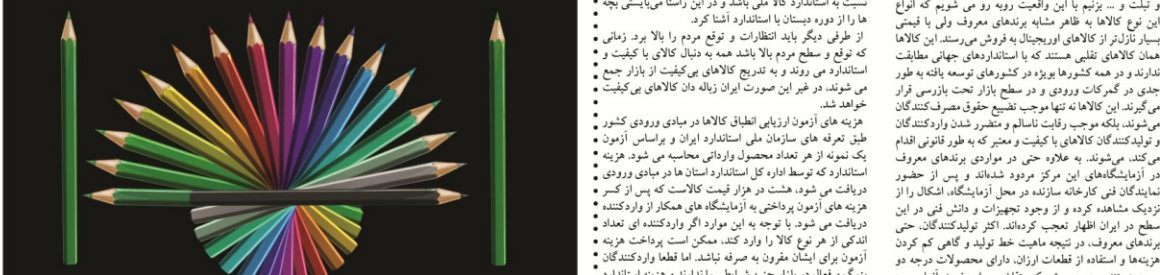 و تبلت و ... بزنیم با این واقعیت روبه رو می شویم که انواع
این نوع کالاها به ظاهر مشابه برندهای معروف ولی با قیمتی
بسیار نازل‌تر از کالاهای اوریجینال به فروش می‌رسند. این کالاها
همان کالاهای تقلبی هستند که با استانداردهای جهانی مطابقت
ندارند و در همه کشورها بویژه در کشورهای توسعه یافته به طور
جدی در گمرکات ورودی و در سطح بازار تحت بازرسی قرار
می‌گیرند. این کالاها نه تنها موجب تضییع حقوق مصرف‌کنندگان
می‌شوند، بلکه موجب رقابت ناسالم و متضرر شدن واردکنندگان
و تولیدکنندگان کالاهای با کیفیت و معتبر که به طور قانونی اقدام
می‌کند، می‌شوند. به علاوه حتی در مواردی برندهای معروف
در آزمایشگاه‌های این مرکز مردود شده‌اند و پس از حضور
نمایندگان فنی کارخانه سازنده در محل آزمایشگاه، اشکال را از
نزدیک مشاهده کرده و از وجود تجهیزات و دانش فنی در این
سطح در ایران اظهار تعجب کرده‌اند. اکثر تولیدکنندگان، حتی
برندهای معروف، در نتیجه ماهیت خط تولید و گاهی کم کردن
هزینه‌ها و استفاده از قطعات ارزان، دارای محصولات درجه دو
نسبت به استاندارد کالا ملی باشد و در این راستا می‌بایستی بچه
ها را از دوره دبستان با استاندارد آشنا کرد.
از طرفی دیگر باید انتظارات و توقع مردم را بالا برد. زمانی
که توقع و سطح مردم بالا باشد همه به دنبال کالای با کیفیت و
استاندارد می روند و به تدریج کالاهای بی‌کیفیت از بازار جمع
می شوند، در غیر این صورت ایران زباله دان کالاهای بی‌کیفیت
خواهد شد.
هزینه های آزمون ارزیابی انطباق کالاها در مبادی ورودی کشور
طبق تعرفه های سازمان ملی استاندارد ایران و براساس آزمون
یک نمونه از هر تعداد محصول وارداتی محاسبه می شود. هزینه
استاندارد که توسط اداره کل استاندارد استان ها در مبادی ورودی
دریافت می شود، هشت در هزار قیمت کالاست که پس از کسر
هزینه های آزمون پرداختی به آزمایشگاه های همکار از واردکننده
دریافت می شود. با توجه به این موارد اگر واردکننده ای تعداد
اندکی از هر نوع کالا را وارد کند، ممکن است پرداخت هزینه
آزمون برای ایشان مقرون به صرفه نباشد. اما قطعا واردکنندگان